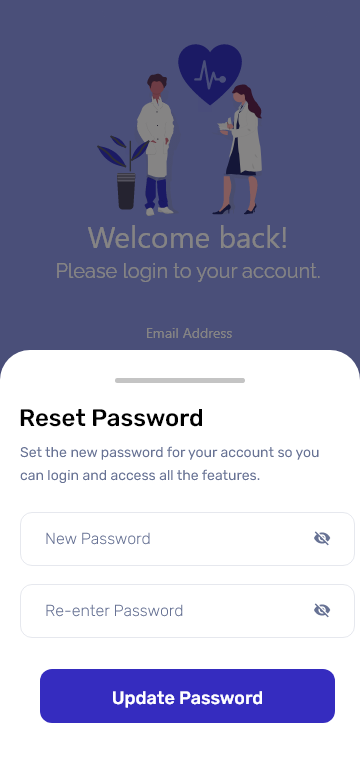 Welcome back!
Please login to your account.
Email Address
Reset Password
Set the new password for your account so you
can login and access all the features.
New Password
Re-enter Password
Update Password